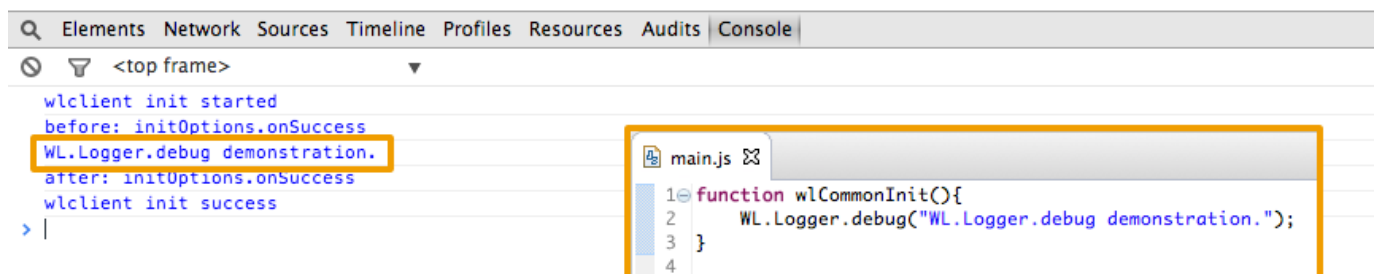 Elements Network Sources Timeline Profiles Resources Audits Console
<top frame>
wlclient init started
before: initOptions.onSuccess
WL.Logger.debug demonstration.
after: initOptions.onSuccess
wlclient init success
>
main.js
1 function wlCommonInit(){
2 WL.Logger.debug("WL.Logger.debug demonstration.");
3 }
4